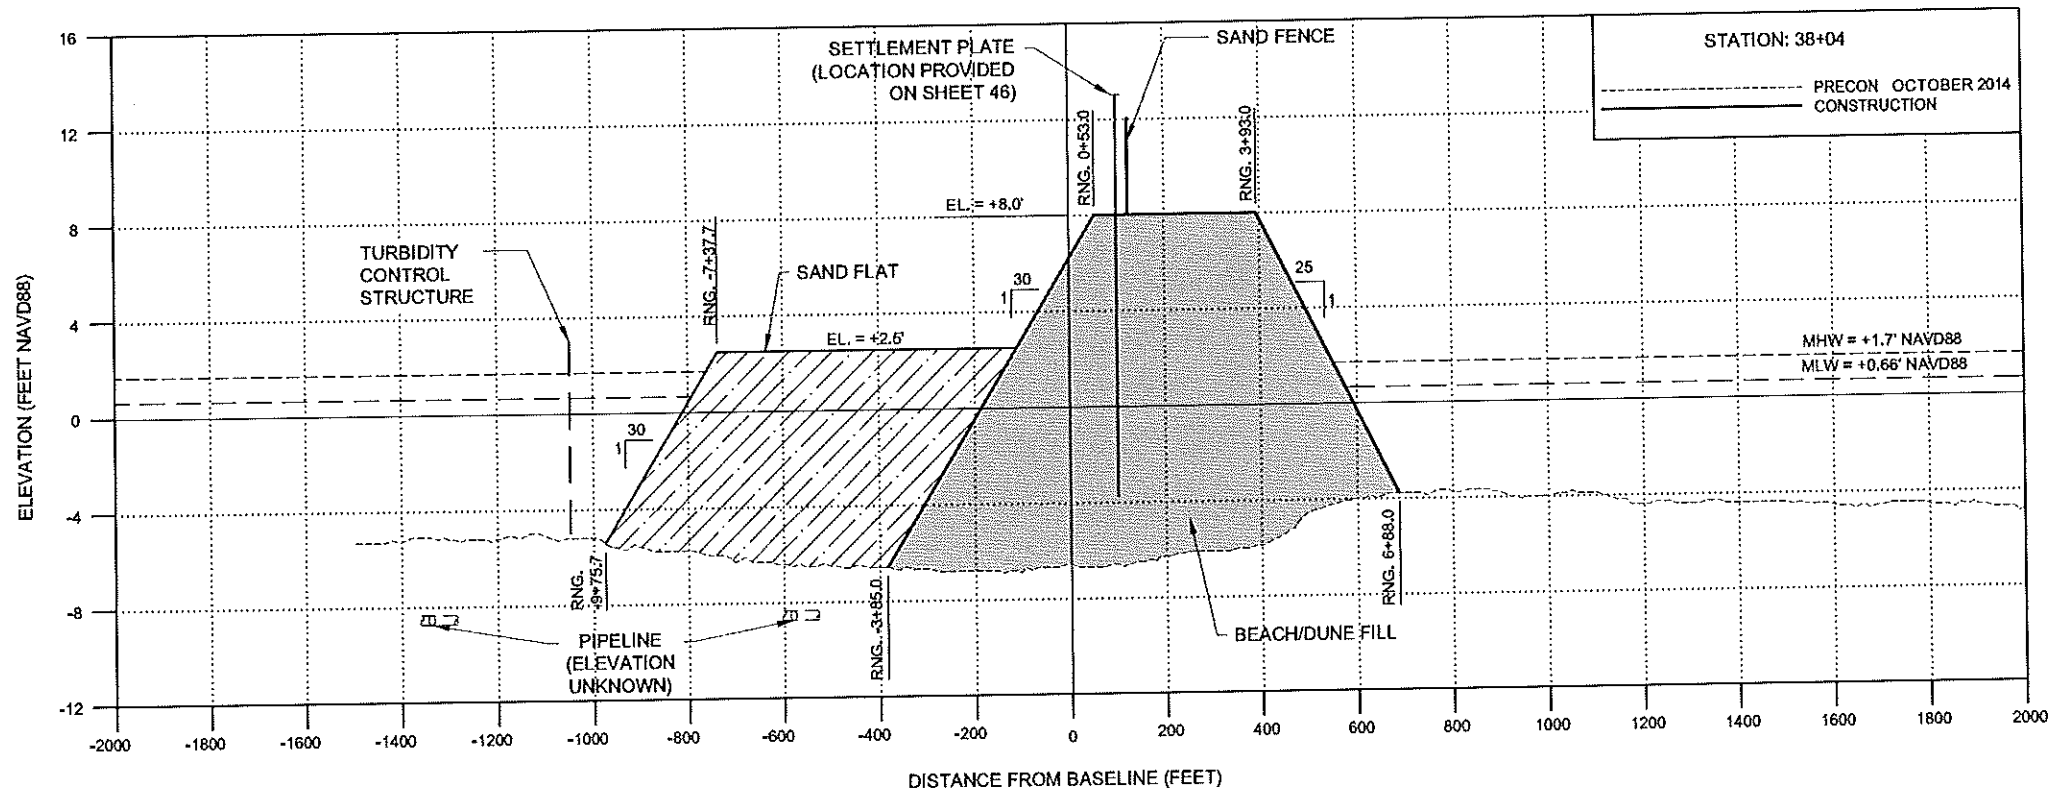 STATION: 38+04
PRECON OCTOBER 2014
CONSTRUCTION
SETTLEMENT PLATE
(LOCATION PROVIDED
ON SHEET 46)
SAND FENCE
RNG. 0+53.0
RNG. 3+93.0
EL. = +8.0'
TURBIDITY
CONTROL
STRUCTURE
RNG. -7+37.7
SAND FLAT
30
1
25
1
EL. = +2.5'
MHW = +1.7' NAVD88
MLW = +0.66' NAVD88
30
1
RNG.
-9+75.7
RNG. -3+85.0
RNG. 6+88.0
PIPELINE
(ELEVATION
UNKNOWN)
BEACH/DUNE FILL
ELEVATION (FEET NAVD88)
16
12
8
4
0
-4
-8
-12
-2000 -1800 -1600 -1400 -1200 -1000 -800 -600 -400 -200 0 200 400 600 800 1000 1200 1400 1600 1800 2000
DISTANCE FROM BASELINE (FEET)